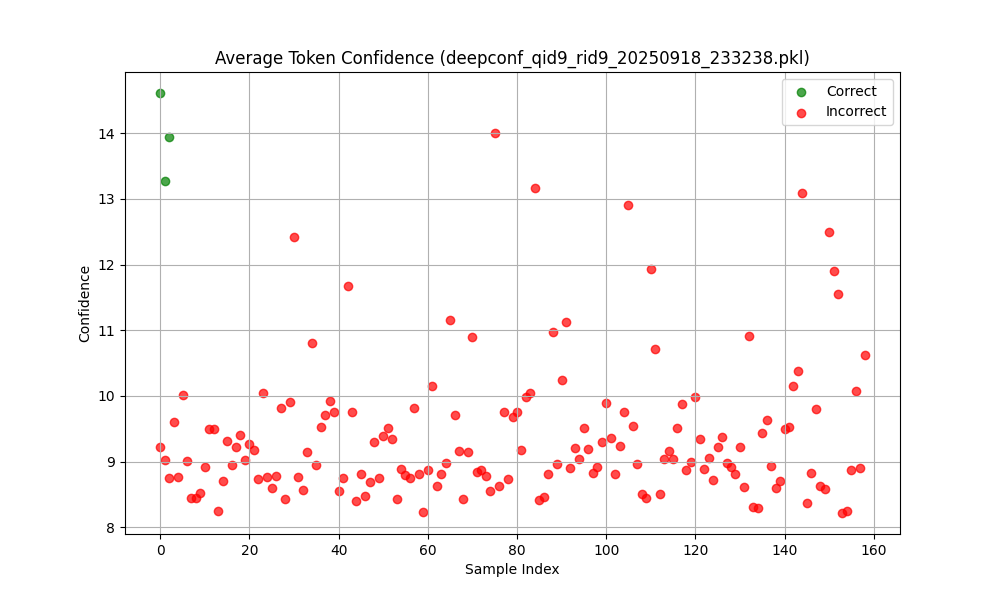 Average Token Confidence (deepconf_qid9_rid9_20250918_233238.pkl)
Correct
Incorrect
14
13
12
11
10
9
8
Confidence
0 20 40 60 80 100 120 140 160
Sample Index